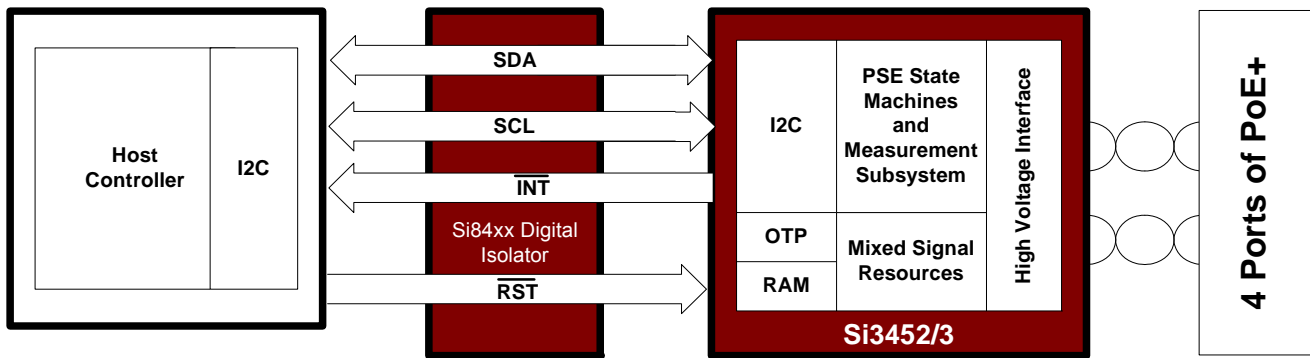 Host
Controller
I2C
SDA
SCL
INT
Si84xx Digital
Isolator
RST
I2C
PSE State
Machines
and
Measurement
Subsystem
OTP
RAM
Mixed Signal
Resources
High Voltage Interface
Si3452/3
4 Ports of PoE+